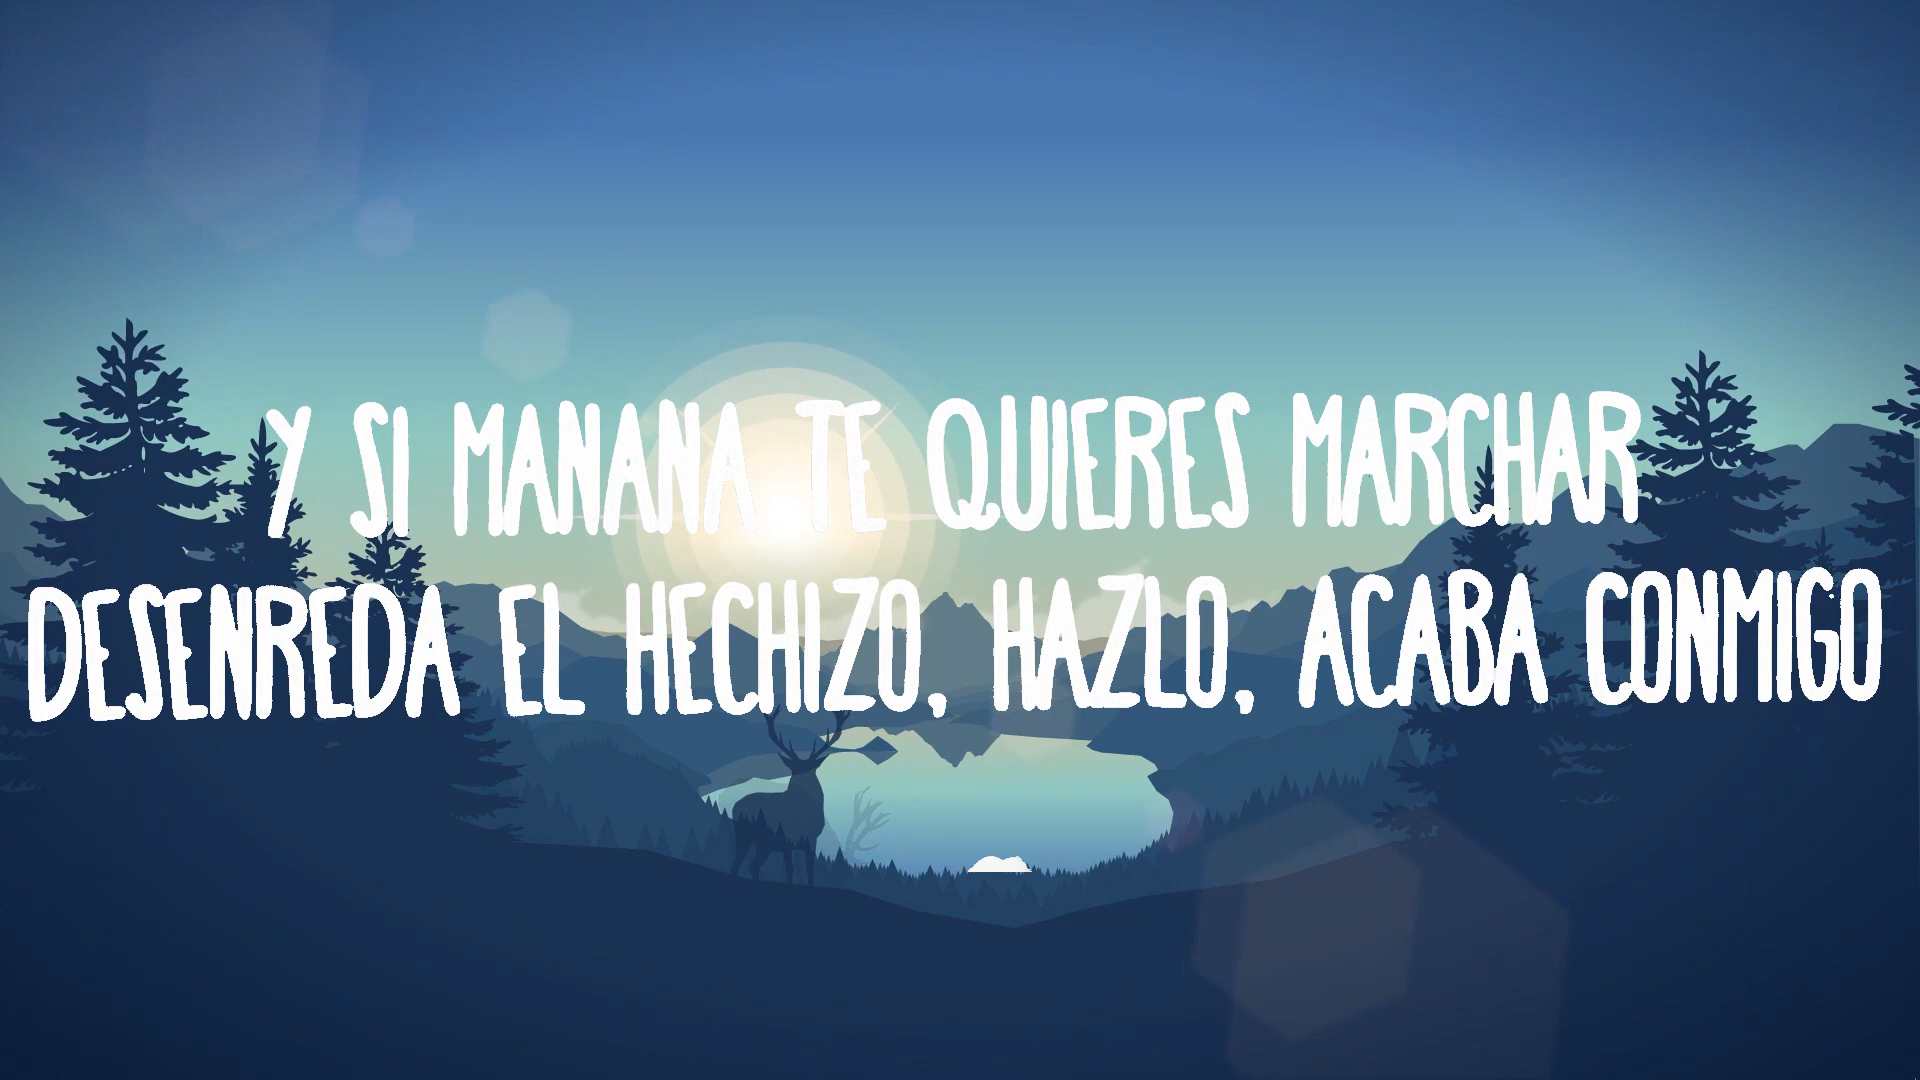 Y SI MANANA TE QUIERES MARCHAR
DESENREDA EL HECHIZO, HAZLO, ACABA CONMIGO